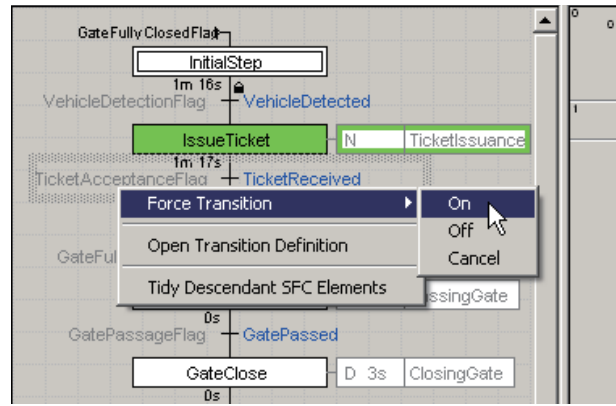 GateFullyClosedFlag
InitialStep
1m 16s
VehicleDetectionFlag VehicleDetected
IssueTicket N TicketIssuance
1m 17s
TicketAcceptanceFlag TicketReceived
Force Transition On
Off
Open Transition Definition Cancel
GateFul
Tidy Descendant SFC Elements ssingGate
0s
GatePassageFlag GatePassed
GateClose D 3s ClosingGate
0s
0
0
1